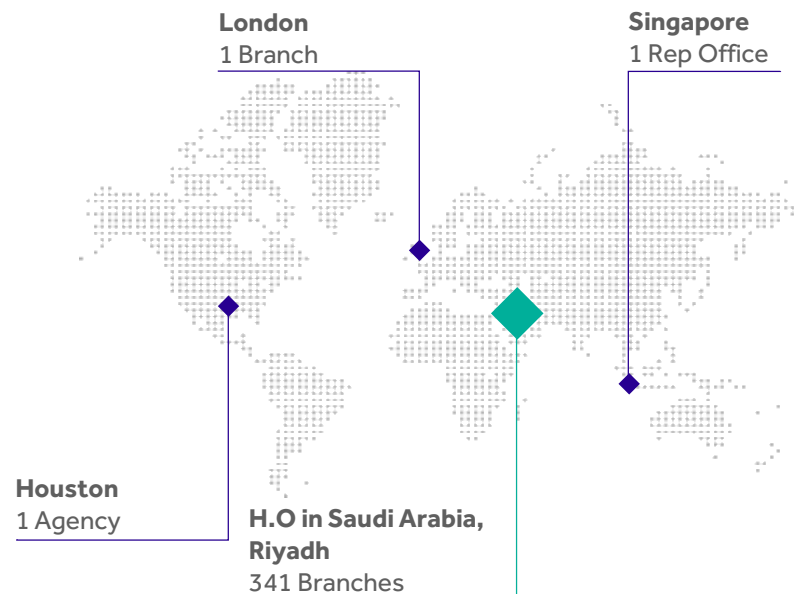 London
1 Branch
Singapore
1 Rep Office
Houston
1 Agency
H.O in Saudi Arabia,
Riyadh
341 Branches